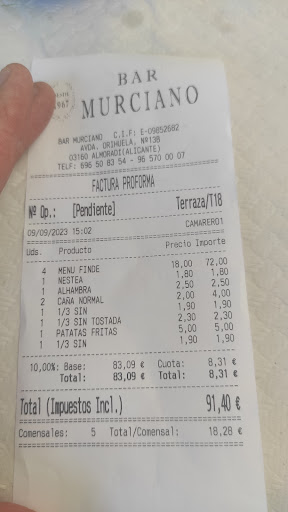 1967
BAR
MURCIANO
BAR MURCIANO C.I.F: E-09852682
AVDA. ORIHUELA, Nº138
03160 ALMORADI(ALICANTE)
TELF: 696 50 83 54 - 96 570 00 07
FACTURA PROFORMA
Nº Op.: [Pendiente] Terraza/T18
09/09/2023 15:02 CAMARERO1
Uds. Producto Precio Importe
4 MENU FINDE 18,00 72,00
1 NESTEA 1,80 1,80
1 ALHAMBRA 2,50 2,50
2 CAÑA NORMAL 2,00 4,00
1 1/3 SIN 1,90 1,90
1 1/3 SIN TOSTADA 2,30 2,30
1 PATATAS FRITAS 5,00 5,00
1 1/3 SIN 1,90 1,90
10,00%: Base: 83,09 € Cuota: 8,31 €
Total: 83,09 € Total: 8,31 €
Total (Impuestos Incl.) 91,40 €
Comensales: 5 Total/Comensal: 18,28 €